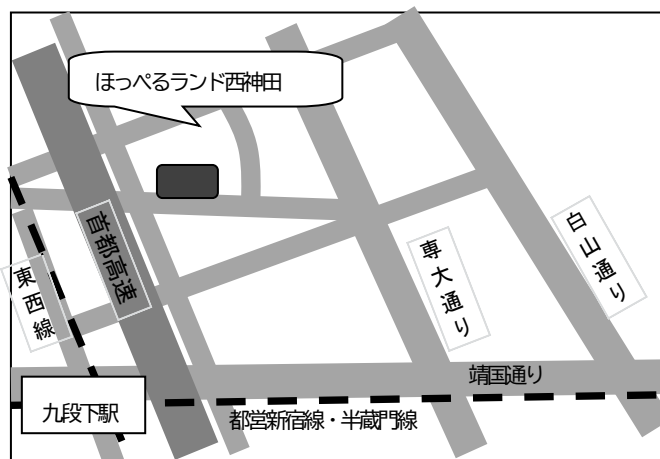 ほっぺるランド西神田
首都高速
東西線
専大通り
白山通り
靖国通り
九段下駅
都営新宿線・半蔵門線